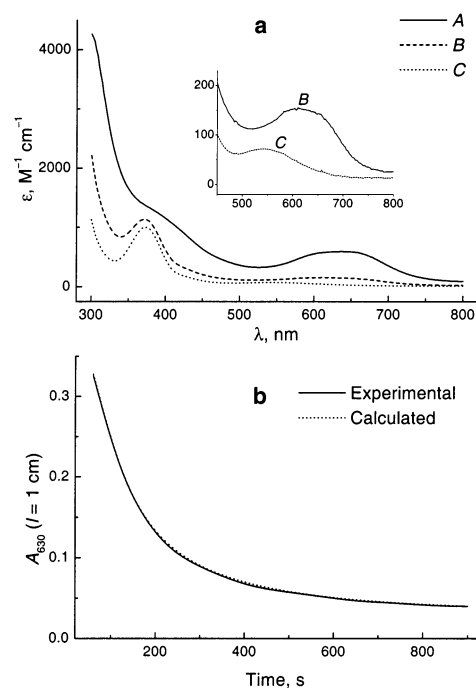 a
A
B
C
4000
2000
0
ε, M⁻¹ cm⁻¹
200
100
0
B
C
500 600 700 800
300 400 500 600 700 800
λ, nm
b
Experimental
Calculated
0.3
0.2
0.1
0.0
A₆₃₀ (l = 1 cm)
200 400 600 800
Time, s